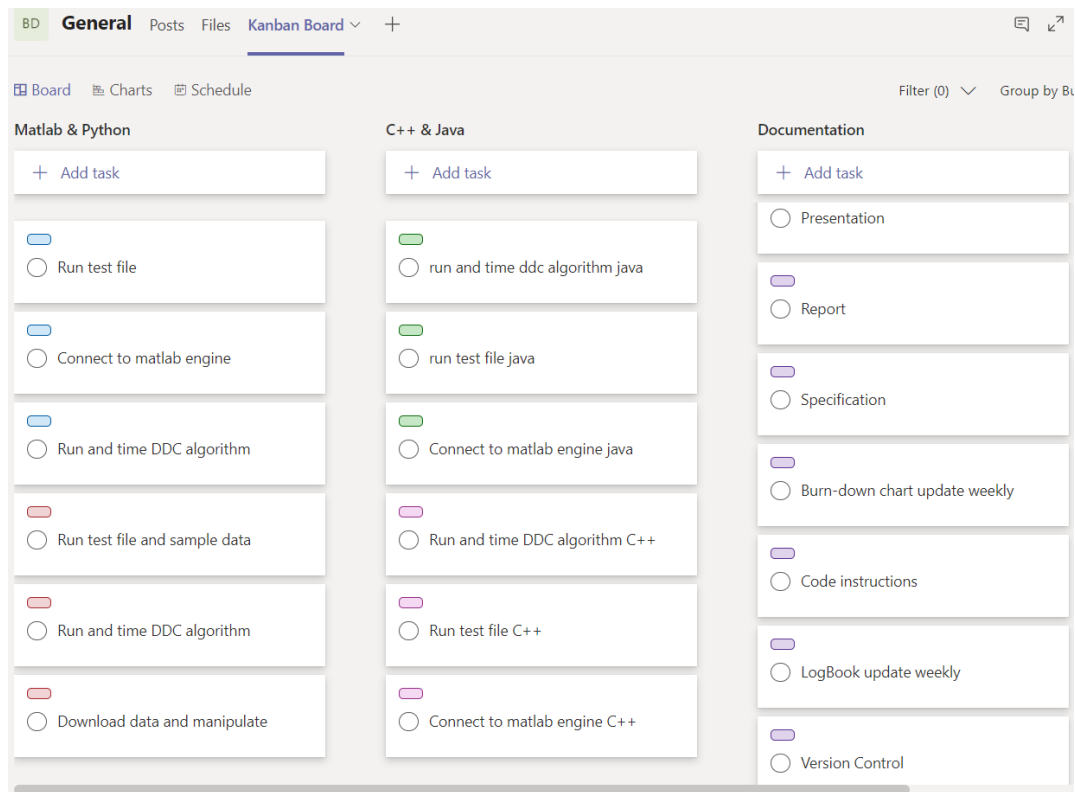 BD General Posts Files Kanban Board
Board Charts Schedule Filter (0) Group by Bu
Matlab & Python
Add task
Run test file
Connect to matlab engine
Run and time DDC algorithm
Run test file and sample data
Run and time DDC algorithm
Download data and manipulate
C++ & Java
Add task
run and time ddc algorithm java
run test file java
Connect to matlab engine java
Run and time DDC algorithm C++
Run test file C++
Connect to matlab engine C++
Documentation
Add task
Presentation
Report
Specification
Burn-down chart update weekly
Code instructions
LogBook update weekly
Version Control